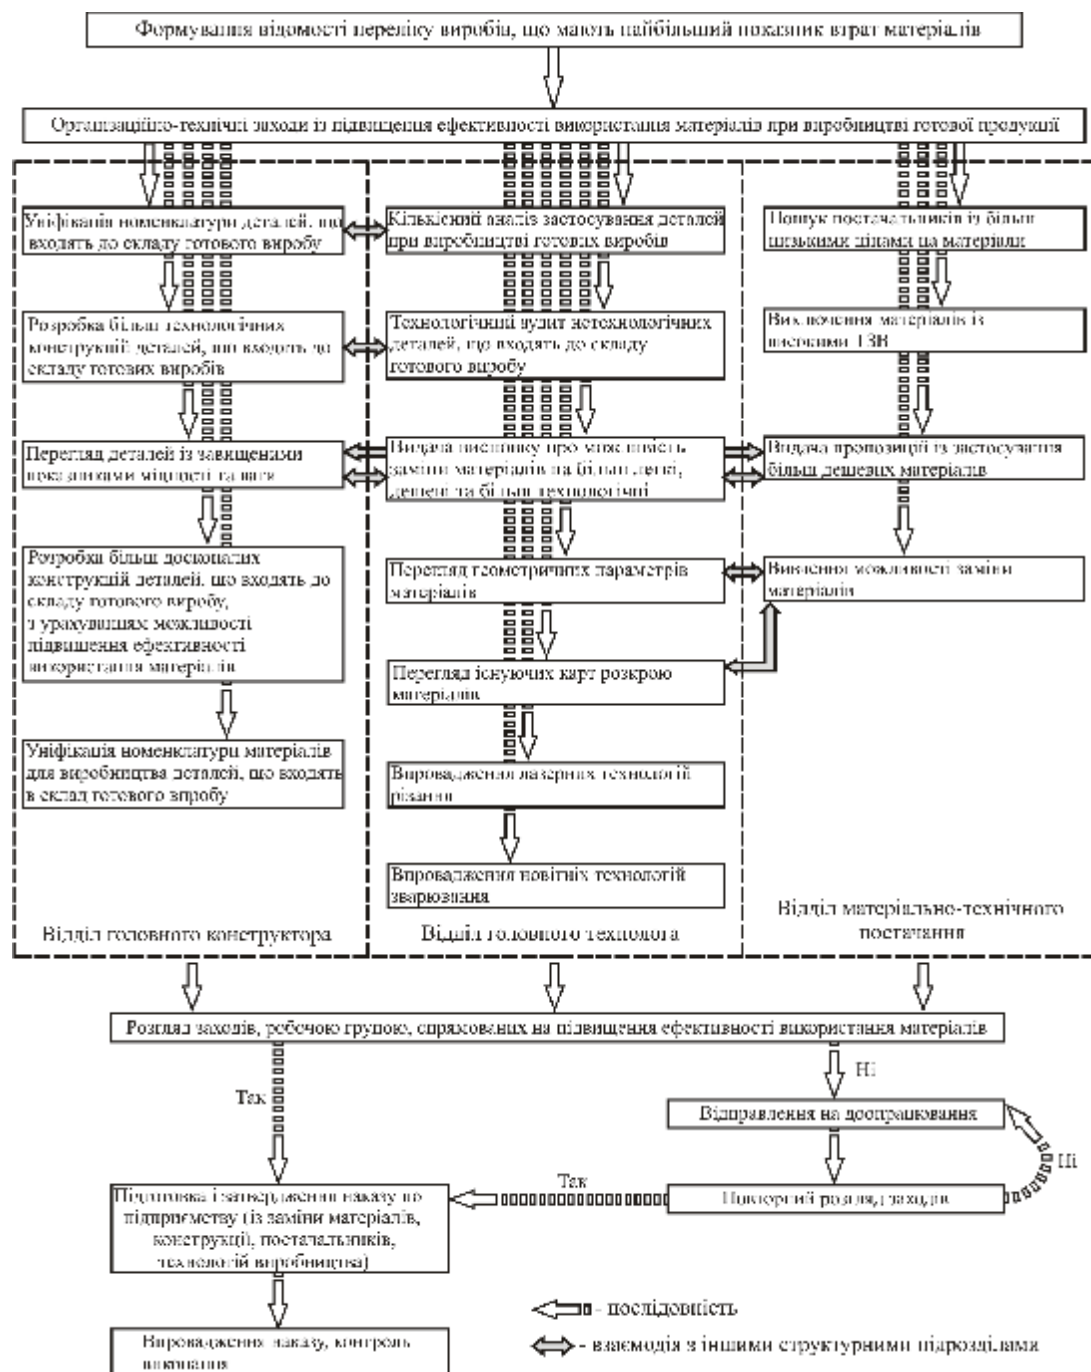 Формування відомості переліку виробів, що мають найбільший показник втрат матеріалів
Організаційно-технічні заходи із підвищення ефективності використання матеріалів при виробництві готової продукції
Уніфікація номенклатури деталей, що
входять до складу готового виробу
Розробка більш технологічних
конструкції деталей, що входять до
складу готових виробів
Перегляд деталей із завищеними
показниками міцності та ваги
Розробка більш досконалих
конструкцій деталей, що входять до
складу готового виробу,
з урахуванням можливості
підвищення ефективності
використання матеріалів
Уніфікація номенклатури матеріалів
для виробництва деталей, що входять
в склад готового виробу
Відділ головного конструктора
Кількісний аналіз застосування деталей
при виробництві готових виробів
Технологічний аудит нетехнологічних
деталей, що входять до складу
готового виробу
Видача висновку про можливість
заміни матеріалів на більш легкі,
дешеві та більш технологічні
Перегляд геометричних параметрів
матеріалів
Перегляд існуючих карт розкрою
матеріалів
Впровадження лазерних технологій
різання
Впровадження новітніх технологій
зварювання
Відділ головного технолога
Пошук постачальників із більш
низькими цінами на матеріали
Виключення матеріалів із
високими ТЗВ
Видача пропозиції із застосування
більш дешевих матеріалів
Вивчення можливості заміни
матеріалів
Відділ матеріально-технічного
постачання
Розгляд заходів, робочою групою, спрямованих на підвищення ефективності використання матеріалів
Так
Ні
Відправлення на доопрацювання
Ні
Так
Повторний розгляд заходів
Підготовка і затвердження наказу по
підприємству (із заміни матеріалів,
конструкції, постачальників,
технологій виробництва)
Впровадження наказу, контроль
виконання
- послідовність
- взаємодія з іншими структурними підрозділами